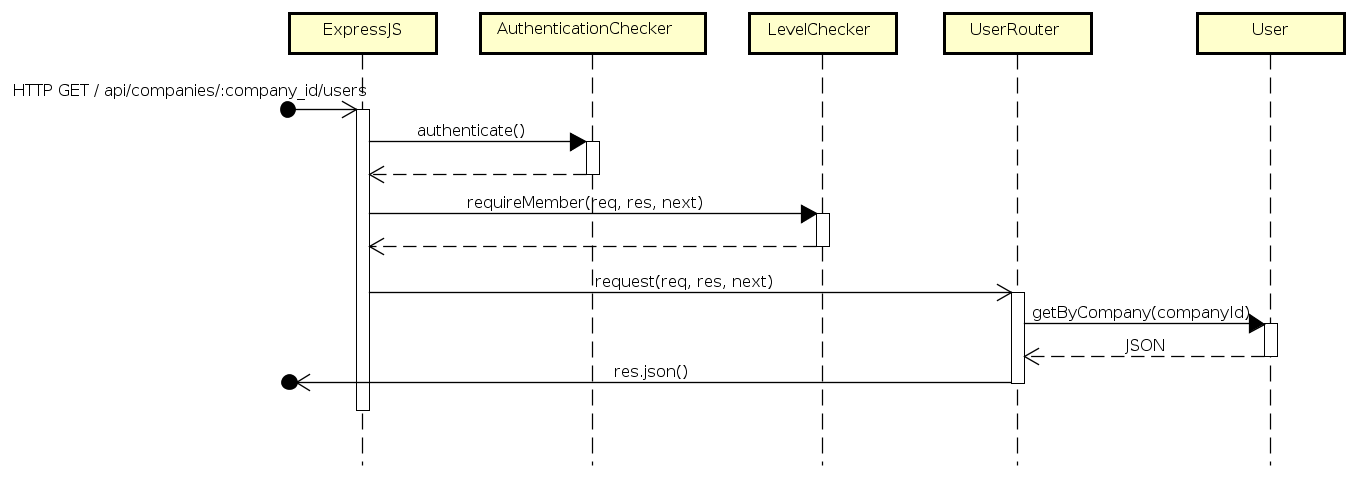 ExpressJS
AuthenticationChecker
LevelChecker
UserRouter
User
HTTP GET / api/companies/:company_id/users
authenticate()
requireMember(req, res, next)
request(req, res, next)
getByCompany(companyId)
JSON
res.json()